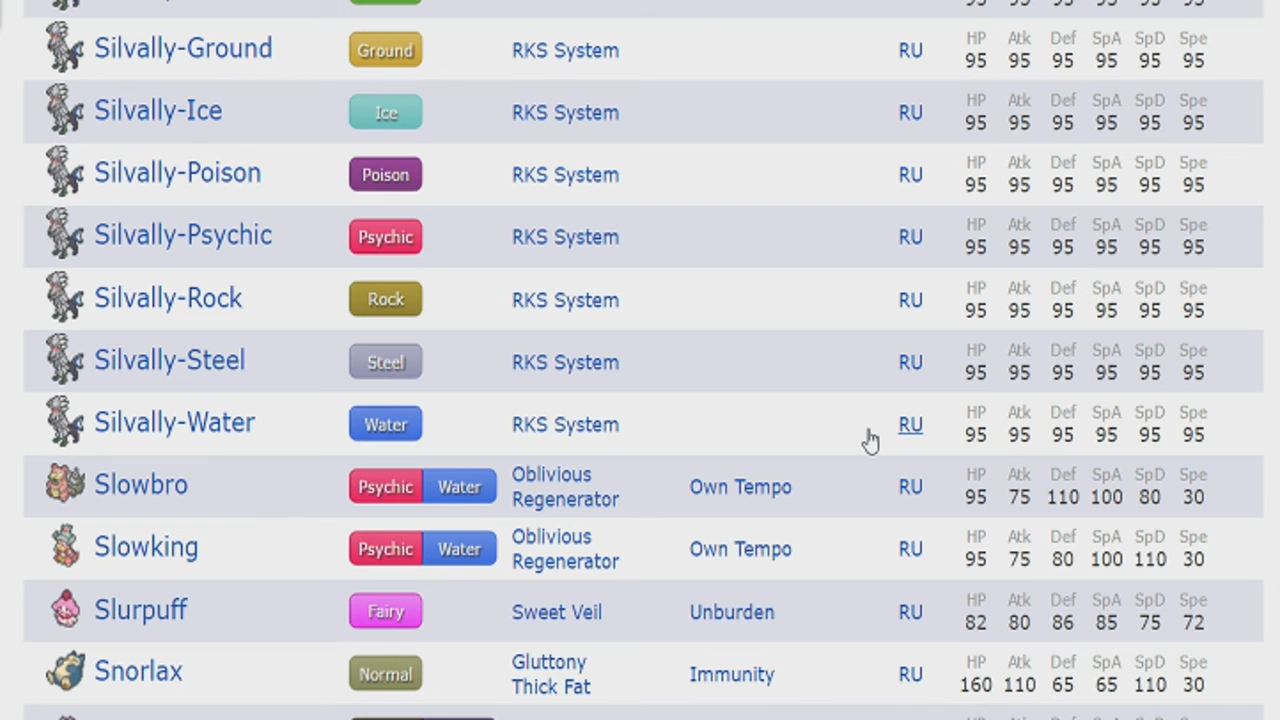 95 95 95 95 95 95
Silvally-Ground Ground RKS System RU HP Atk Def SpA SpD Spe
95 95 95 95 95 95
Silvally-Ice Ice RKS System RU HP Atk Def SpA SpD Spe
95 95 95 95 95 95
Silvally-Poison Poison RKS System RU HP Atk Def SpA SpD Spe
95 95 95 95 95 95
Silvally-Psychic Psychic RKS System RU HP Atk Def SpA SpD Spe
95 95 95 95 95 95
Silvally-Rock Rock RKS System RU HP Atk Def SpA SpD Spe
95 95 95 95 95 95
Silvally-Steel Steel RKS System RU HP Atk Def SpA SpD Spe
95 95 95 95 95 95
Silvally-Water Water RKS System RU HP Atk Def SpA SpD Spe
95 95 95 95 95 95
Slowbro Psychic Water Oblivious Own Tempo RU HP Atk Def SpA SpD Spe
Regenerator 95 75 110 100 80 30
Slowking Psychic Water Oblivious Own Tempo RU HP Atk Def SpA SpD Spe
Regenerator 95 75 80 100 110 30
Slurpuff Fairy Sweet Veil Unburden RU HP Atk Def SpA SpD Spe
82 80 86 85 75 72
Snorlax Normal Gluttony Immunity RU HP Atk Def SpA SpD Spe
Thick Fat 160 110 65 65 110 30